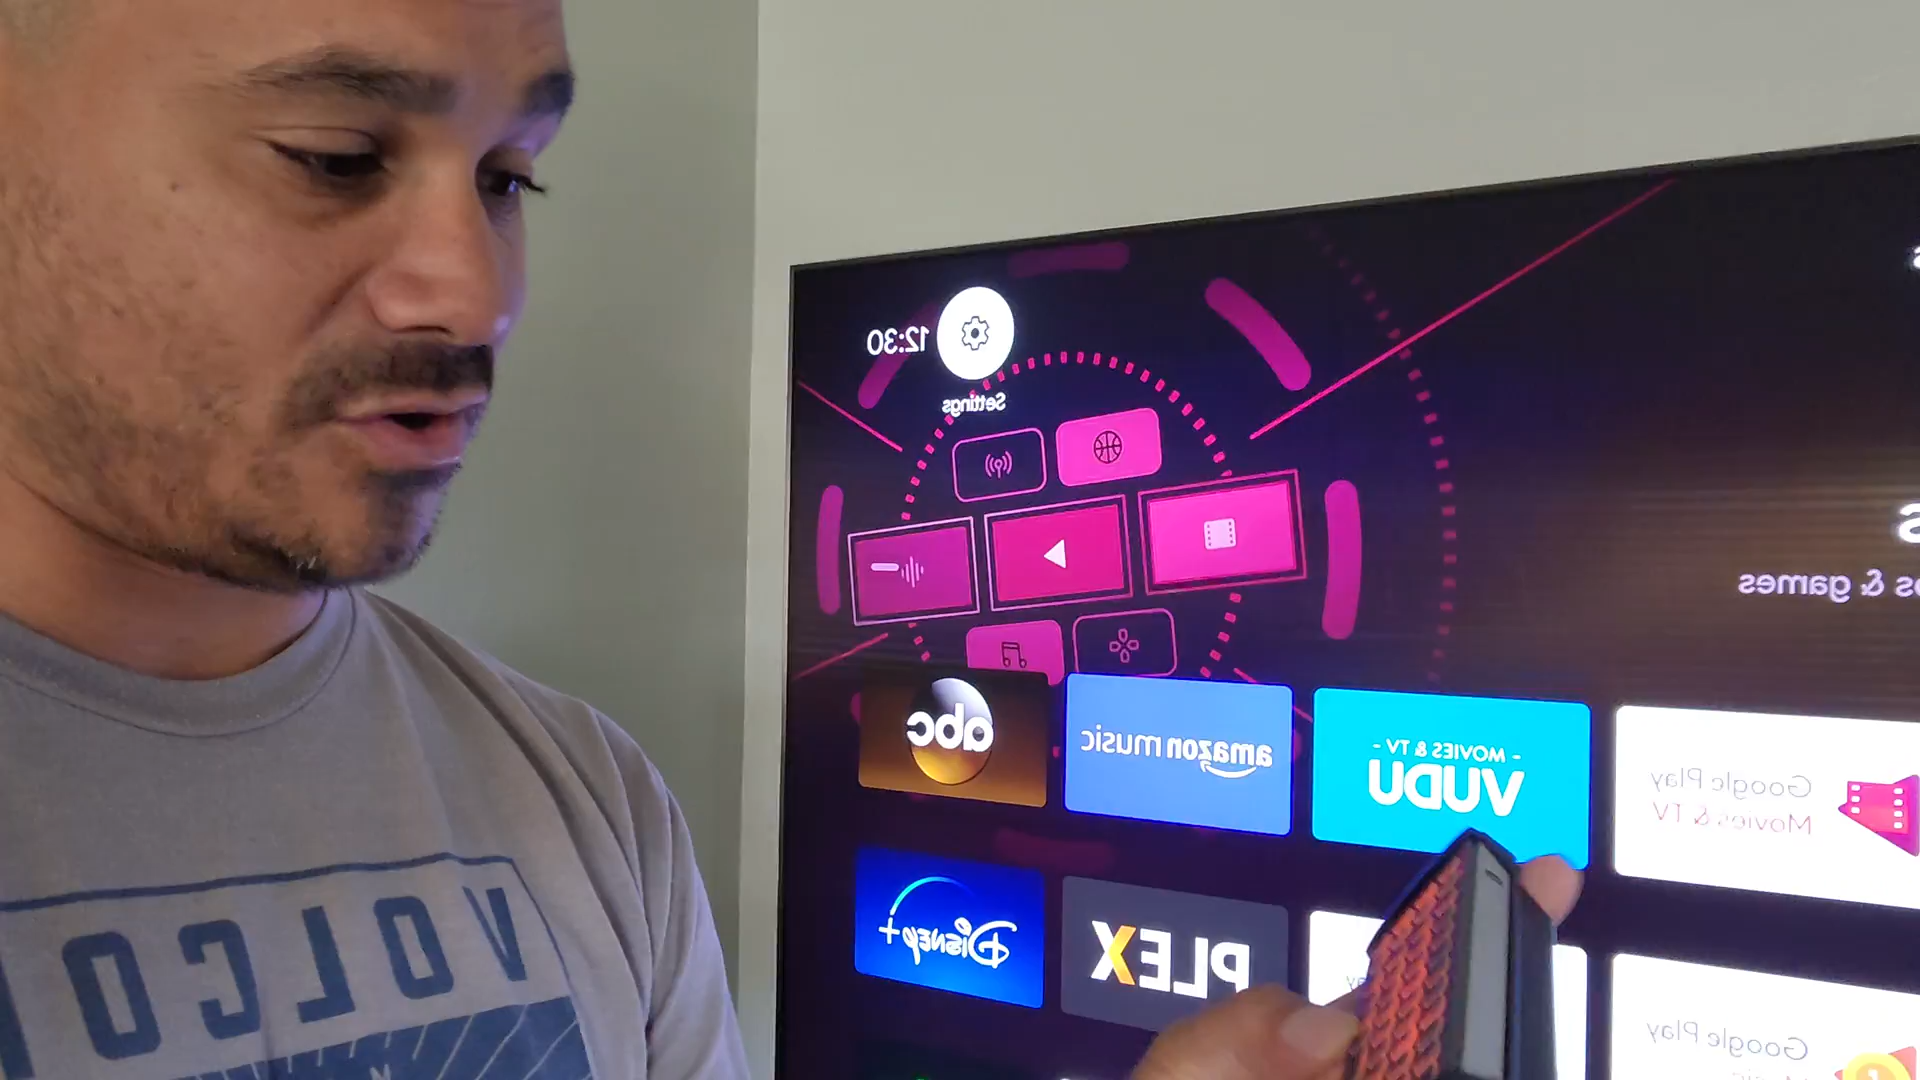 12:30
Settings
s & games
abc
amazon music
- MOVIES & TV -
VUDU
Google Play
Movies & TV
Disney+
PLEX
Google Play
VOLCO